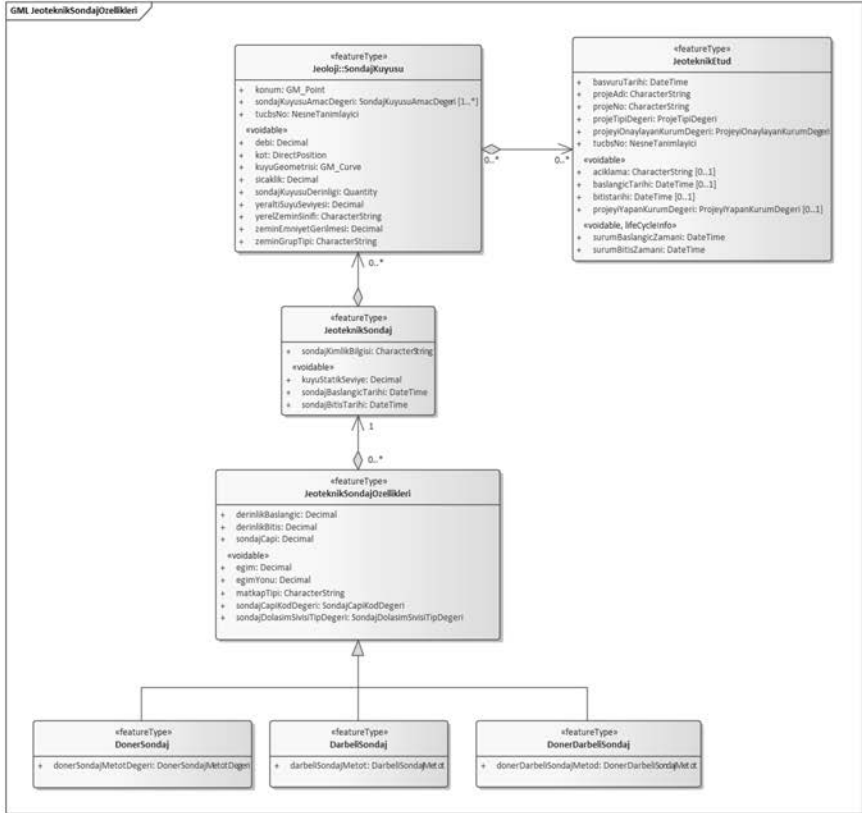 GML JeoteknikSondajOzellikleri
«featureType»
Jeoloji::SondajKuyusu
+ konum: GM_Point
+ sondajKuyusuAmacDegeri: SondajKuyusuAmacDegeri [1..*]
+ tucbsNo: NesneTanimlayici
«voidable»
+ debi: Decimal
+ kot: DirectPosition
+ kuyuGeometrisi: GM_Curve
+ sicaklik: Decimal
+ sondajKuyusuDerinligi: Quantity
+ yeraltiSuyuSeviyesi: Decimal
+ yerelZeminSinifi: CharacterString
+ zeminEmniyetGerilmesi: Decimal
+ zeminGrupTipi: CharacterString
0..*
0..*
«featureType»
JeoteknikEtud
+ basvuruTarihi: DateTime
+ projeAdi: CharacterString
+ projeNo: CharacterString
+ projeTipiDegeri: ProjeTipiDegeri
+ projeyiOnaylayanKurumDegeri: ProjeyiOnaylayanKurumDegeri
+ tucbsNo: NesneTanimlayici
«voidable»
+ aciklama: CharacterString [0..1]
+ baslangicTarihi: DateTime [0..1]
+ bitistarihi: DateTime [0..1]
+ projeyiYapanKurumDegeri: ProjeyiYapanKurumDegeri [0..1]
«voidable, lifeCycleInfo»
+ surumBaslangicZamani: DateTime
+ surumBitisZamani: DateTime
0..*
«featureType»
JeoteknikSondaj
+ sondajKimlikBilgisi: CharacterString
«voidable»
+ kuyuStatikSeviye: Decimal
+ sondajBaslangicTarihi: DateTime
+ sondajBitisTarihi: DateTime
1
0..*
«featureType»
JeoteknikSondajOzellikleri
+ derinlikBaslangic: Decimal
+ derinlikBitis: Decimal
+ sondajCapi: Decimal
«voidable»
+ egim: Decimal
+ egimYonu: Decimal
+ matkapTipi: CharacterString
+ sondajCapiKodDegeri: SondajCapiKodDegeri
+ sondajDolasimSivisiTipDegeri: SondajDolasimSivisiTipDegeri
«featureType»
DonerSondaj
+ donerSondajMetotDegeri: DonerSondajMetotDegeri
«featureType»
DarbeliSondaj
+ darbeliSondajMetot: DarbeliSondajMetot
«featureType»
DonerDarbeliSondaj
+ donerDarbeliSondajMetod: DonerDarbeliSondajMetot